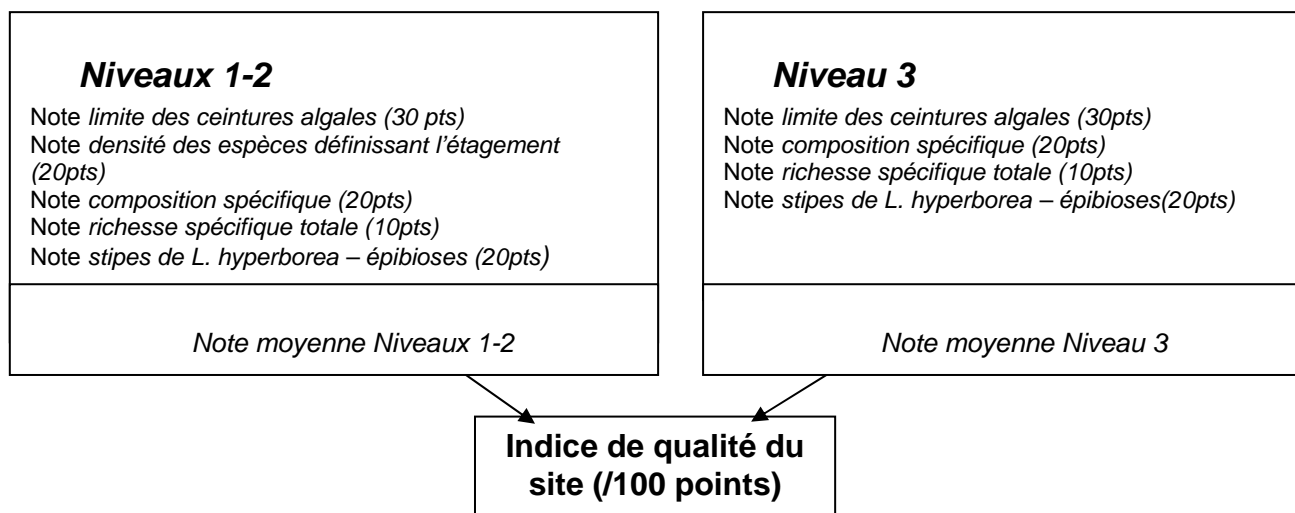 Niveaux 1-2
Note limite des ceintures algales (30 pts)
Note densité des espèces définissant l'étagement
(20pts)
Note composition spécifique (20pts)
Note richesse spécifique totale (10pts)
Note stipes de L. hyperborea – épibioses (20pts)
Note moyenne Niveaux 1-2
Niveau 3
Note limite des ceintures algales (30pts)
Note composition spécifique (20pts)
Note richesse spécifique totale (10pts)
Note stipes de L. hyperborea – épibioses(20pts)
Note moyenne Niveau 3
Indice de qualité du
site (/100 points)